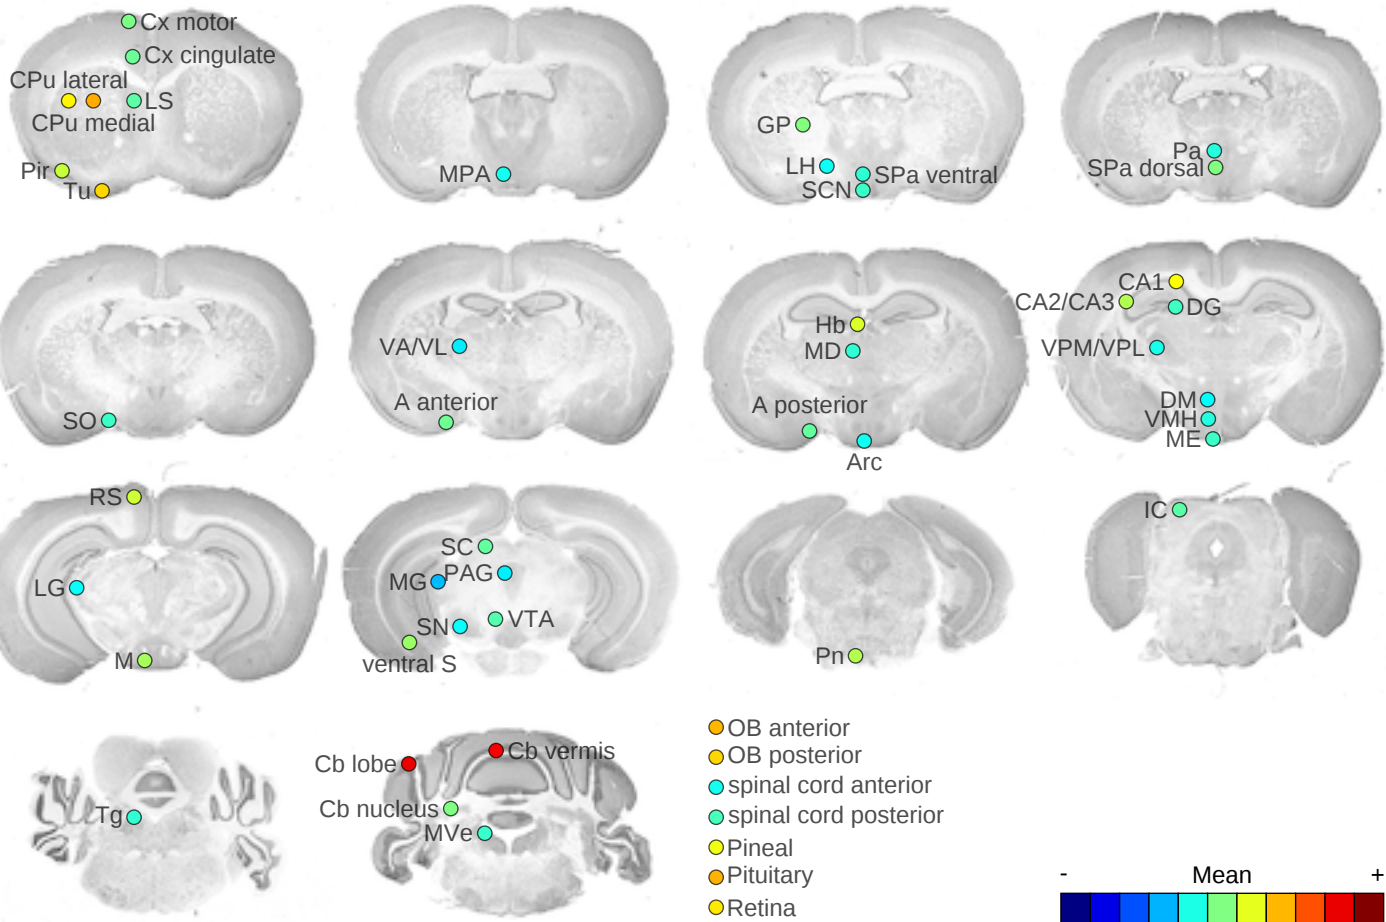 Cx motor
Cx cingulate
CPu lateral
LS
CPu medial
Pir
Tu
MPA
GP
LH
SPa ventral
SCN
Pa
SPa dorsal
SO
VA/VL
A anterior
Hb
MD
A posterior
Arc
CA1
CA2/CA3
DG
VPM/VPL
DM
VMH
ME
RS
LG
M
SC
MG
PAG
SN
VTA
ventral S
Pn
IC
Tg
Cb lobe
Cb vermis
Cb nucleus
MVe
OB anterior
OB posterior
spinal cord anterior
spinal cord posterior
Pineal
Pituitary
Retina
- Mean +